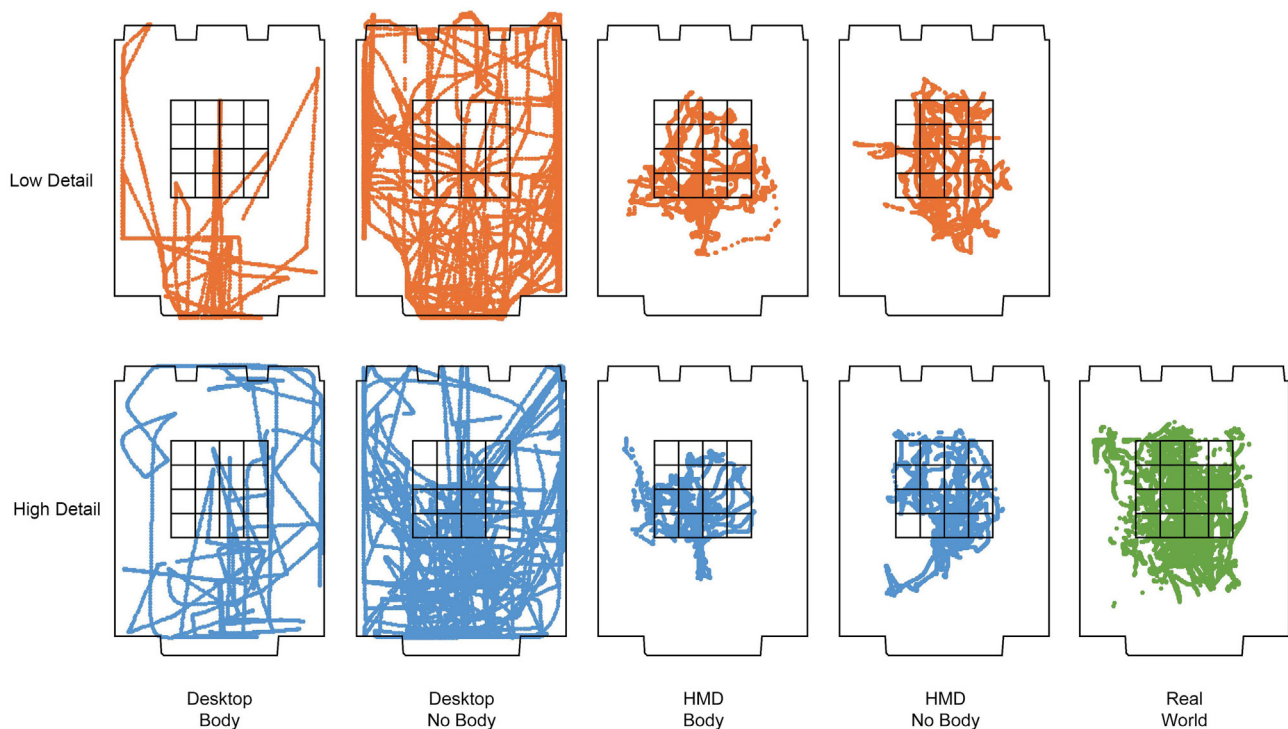 Low Detail
High Detail
Desktop
Body
Desktop
No Body
HMD
Body
HMD
No Body
Real
World